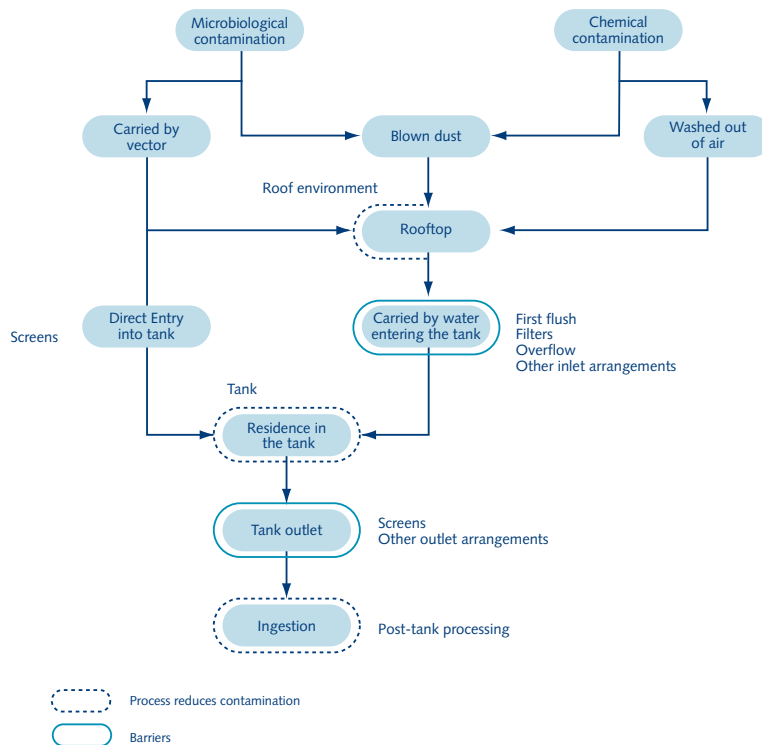 Microbiological
contamination
Chemical
contamination
Carried by
vector
Blown dust
Washed out
of air
Roof environment
Rooftop
Direct Entry
into tank
Screens
Carried by water
entering the tank
First flush
Filters
Overflow
Other inlet arrangements
Tank
Residence in
the tank
Tank outlet
Screens
Other outlet arrangements
Ingestion
Post-tank processing
Process reduces contamination
Barriers